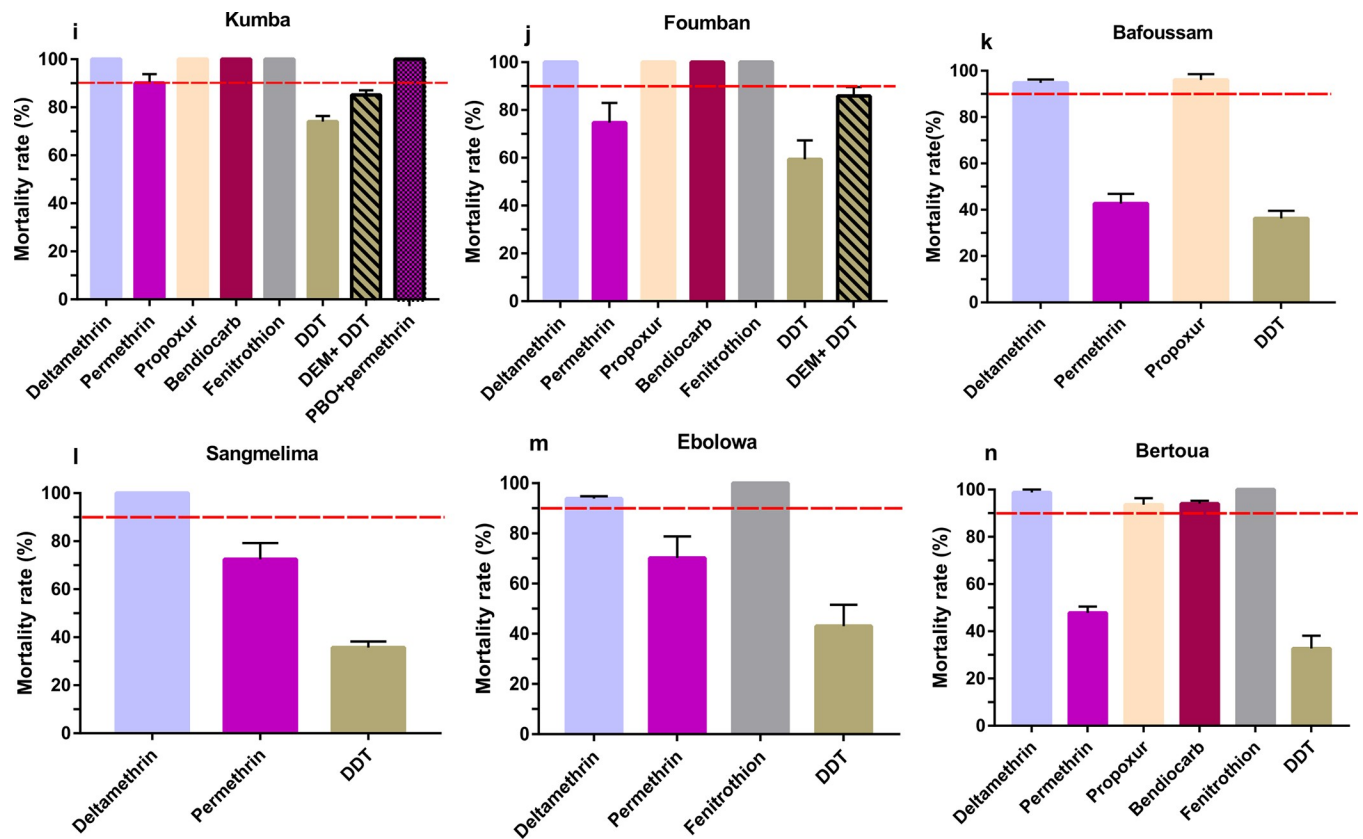 i
Kumba
Mortality rate (%)
100
80
60
40
20
0
Deltamethrin
Permethrin
Propoxur
Bendiocarb
Fenitrothion
DDT
DEM+ DDT
PBO+permethrin
j
Foumban
Mortality rate (%)
100
80
60
40
20
0
Deltamethrin
Permethrin
Propoxur
Bendiocarb
Fenitrothion
DDT
DEM+ DDT
k
Bafoussam
Mortality rate(%)
100
80
60
40
20
0
Deltamethrin
Permethrin
Propoxur
DDT
l
Sangmelima
Mortality rate (%)
100
80
60
40
20
0
Deltamethrin
Permethrin
DDT
m
Ebolowa
Mortality rate (%)
100
80
60
40
20
0
Deltamethrin
Permethrin
Fenitrothion
DDT
n
Bertoua
Mortality rate (%)
100
80
60
40
20
0
Deltamethrin
Permethrin
Propoxur
Bendiocarb
Fenitrothion
DDT